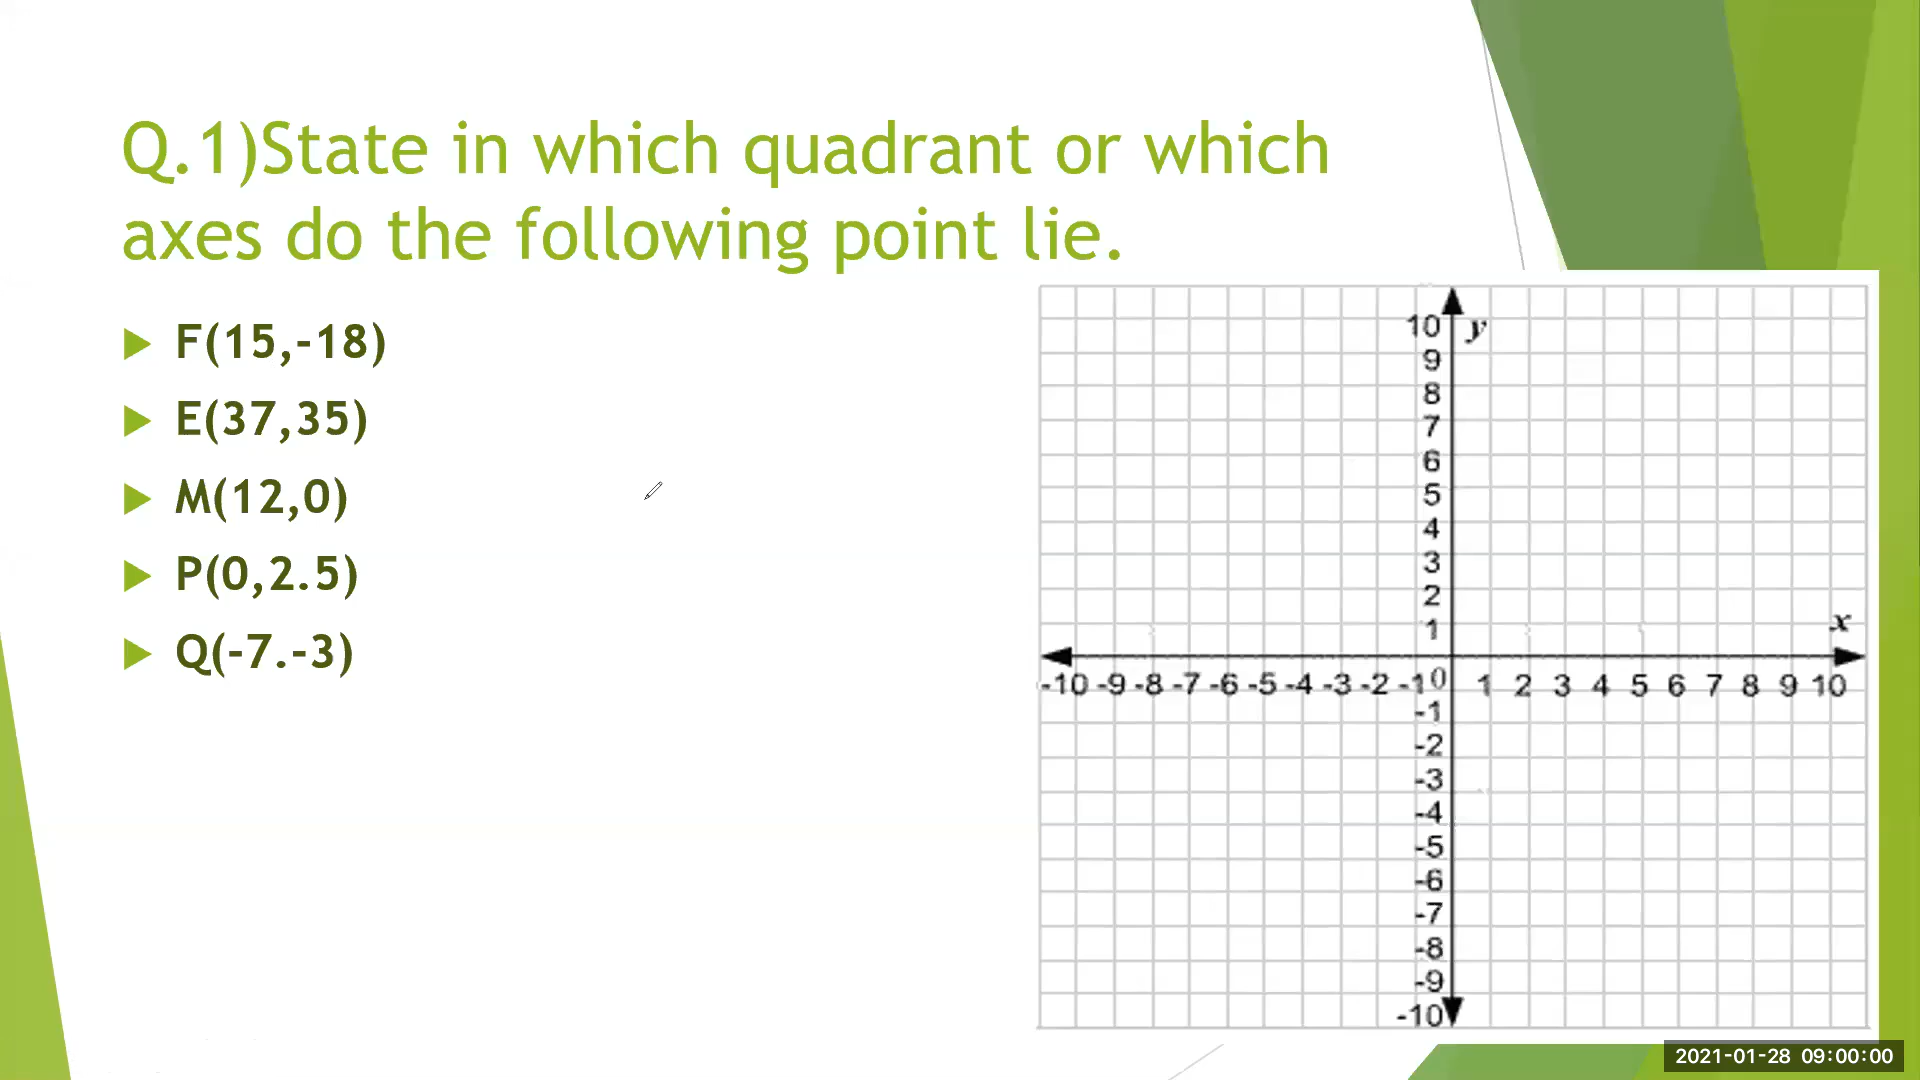 Q.1)State in which quadrant or which
axes do the following point lie.
F(15,-18)
E(37,35)
M(12,0)
P(0,2.5)
Q(-7.-3)
10 y
9
8
7
6
5
4
3
2
1
x
-10 -9 -8 -7 -6 -5 -4 -3 -2 -1 0 1 2 3 4 5 6 7 8 9 10
-1
-2
-3
-4
-5
-6
-7
-8
-9
-10
2021-01-28 09:00:00